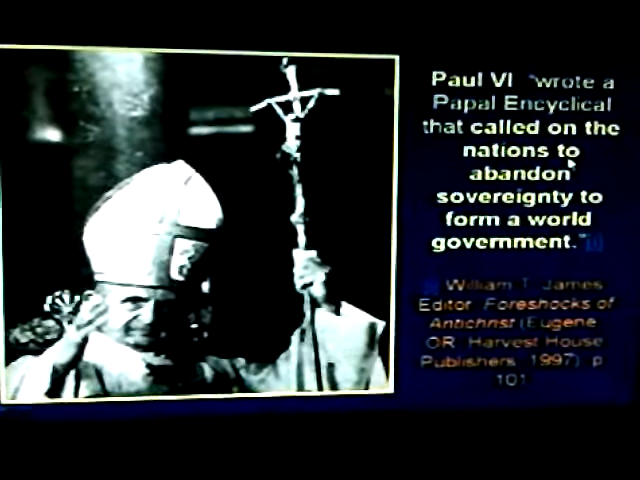 Paul VI "wrote a
Papal Encyclical
that called on the
nations to
abandon
sovereignty to
form a world
government."
William T. James
Editor Foreshocks of
Antichrist (Eugene
OR Harvest House
Publishers 1997) p
101